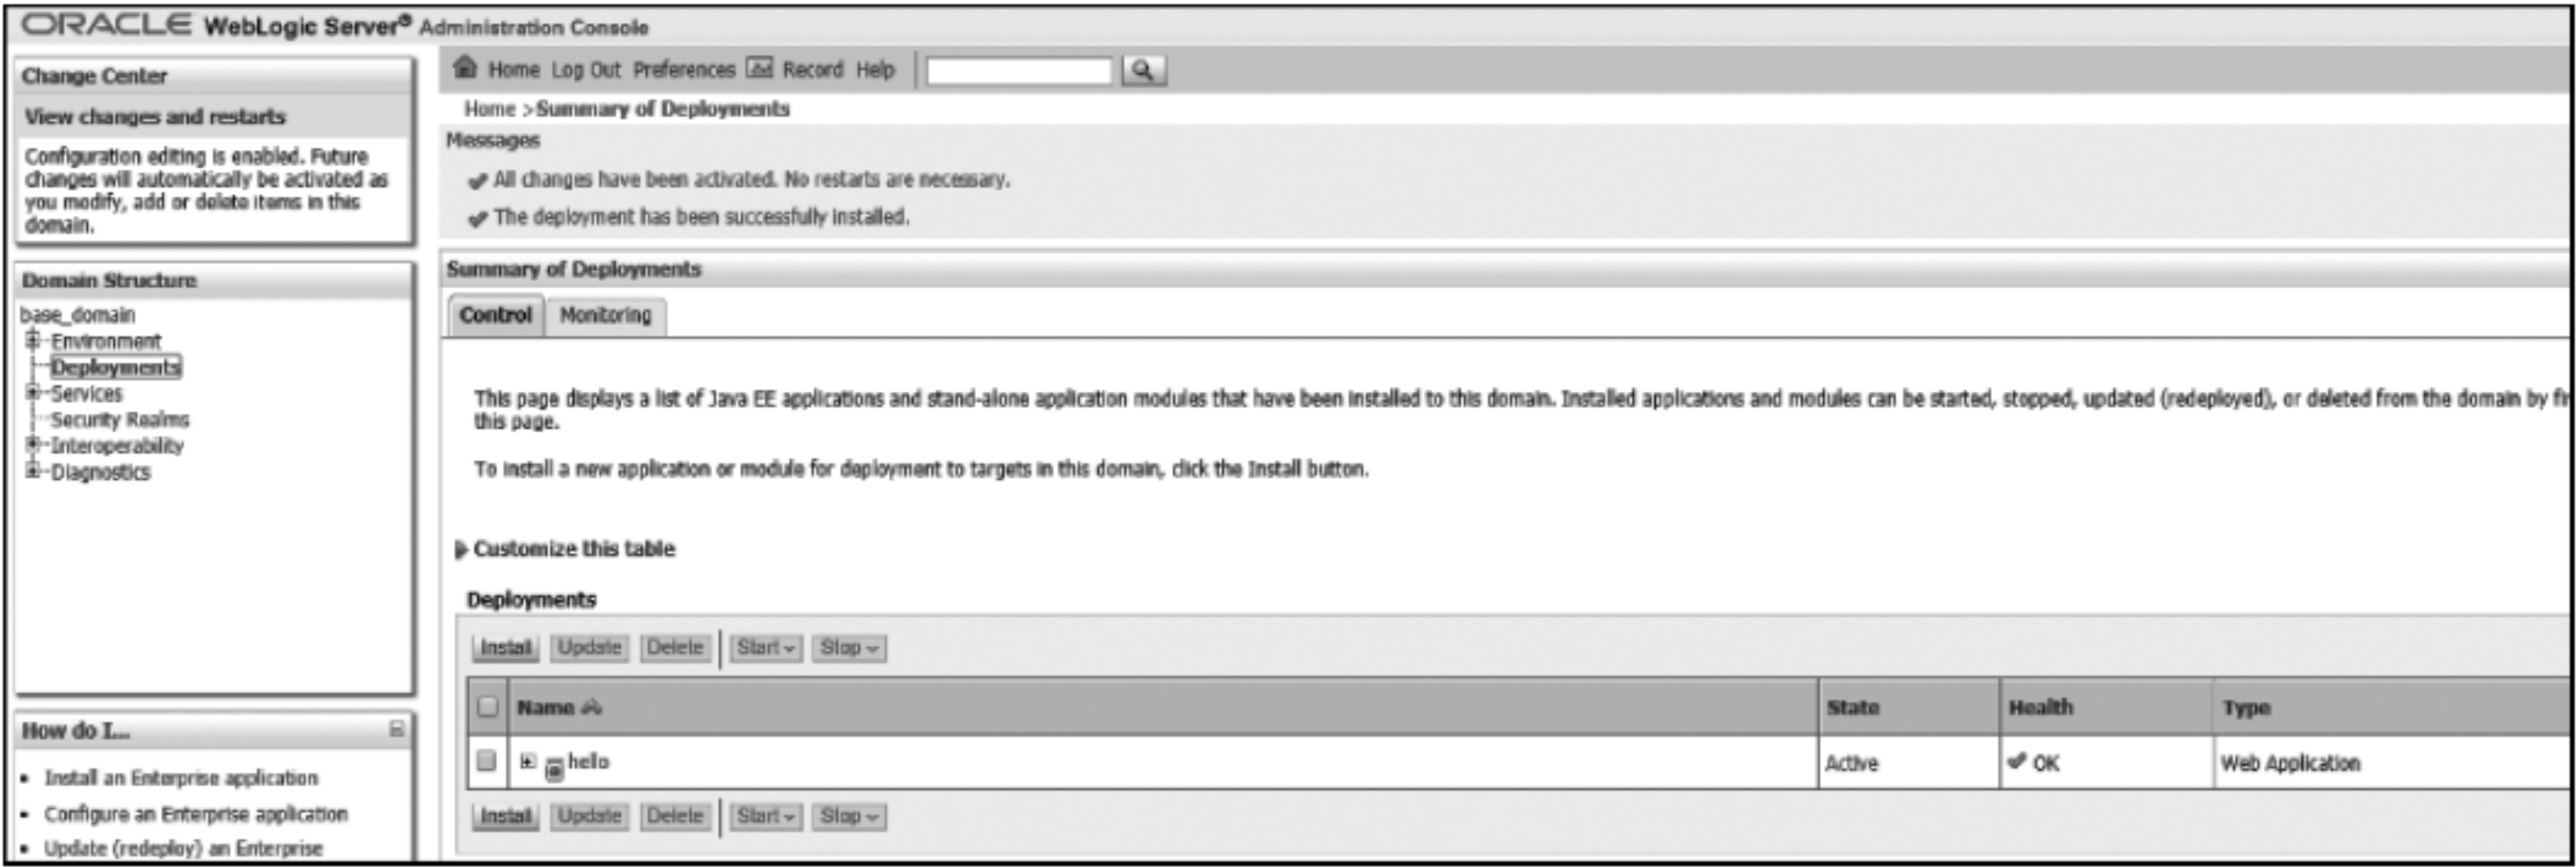 ORACLE WebLogic Server® Administration Console
Change Center
View changes and restarts
Configuration editing is enabled. Future
changes will automatically be activated as
you modify, add or delete items in this
domain.
Domain Structure
base_domain
Environment
Deployments
Services
Security Realms
Interoperability
Diagnostics
How do I...
• Install an Enterprise application
• Configure an Enterprise application
• Update (redeploy) an Enterprise
Home Log Out Preferences Record Help
Home >Summary of Deployments
Messages
All changes have been activated. No restarts are necessary.
The deployment has been successfully installed.
Summary of Deployments
Control Monitoring
This page displays a list of Java EE applications and stand-alone application modules that have been installed to this domain. Installed applications and modules can be started, stopped, updated (redeployed), or deleted from the domain by fir
this page.
To install a new application or module for deployment to targets in this domain, click the Install button.
Customize this table
Deployments
Install Update Delete Start Stop
Name State Health Type
hello Active OK Web Application
Install Update Delete Start Stop